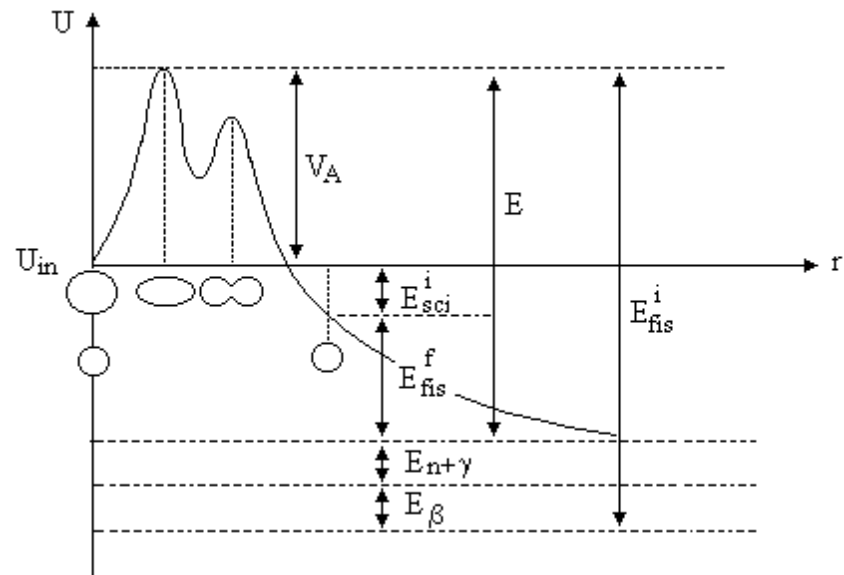 U
V_A
E
U_in
r
E^i_sci
E^i_fis
E^f_fis
E_n+γ
E_β